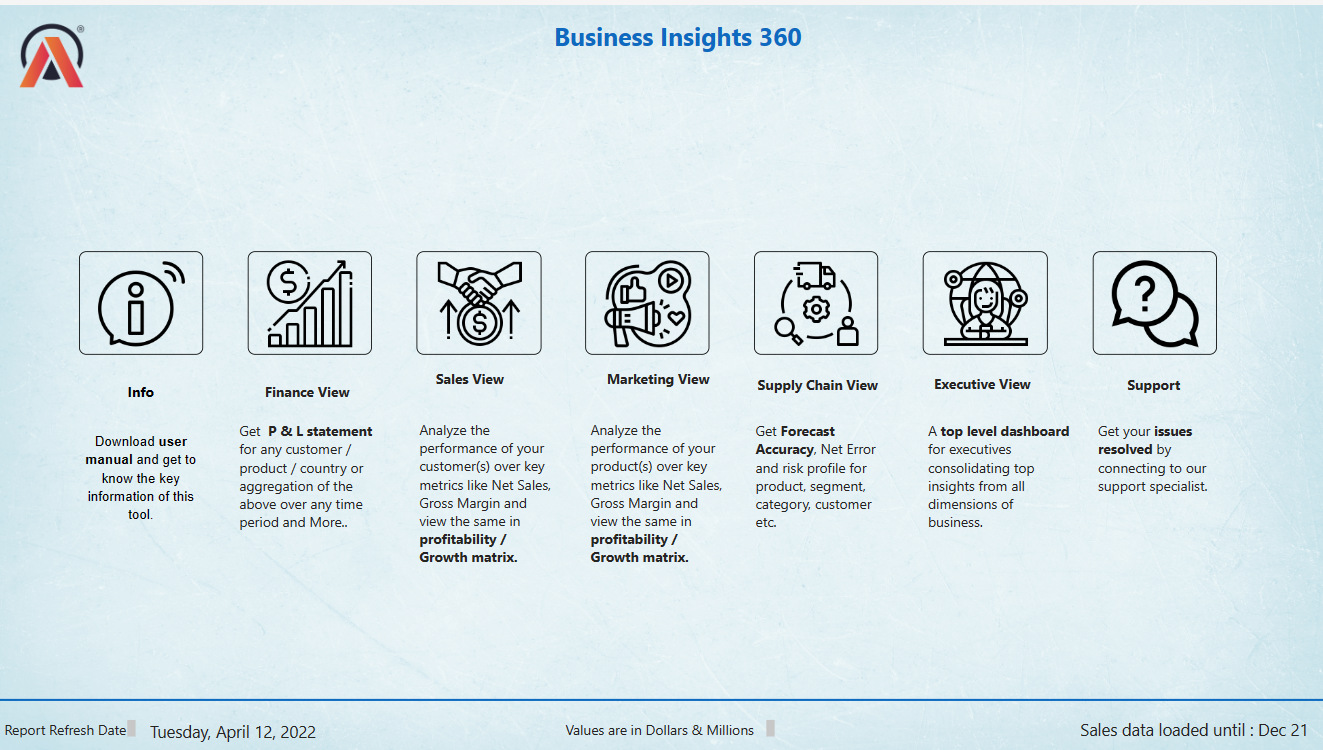 ®
Business Insights 360
Info
Download user
manual and get to
know the key
information of this
tool.
Finance View
Get  P & L statement
for any customer /
product / country or
aggregation of the
above over any time
period and More..
Sales View
Analyze the
performance of your
customer(s) over key
metrics like Net Sales,
Gross Margin and
view the same in
profitability /
Growth matrix.
Marketing View
Analyze the
performance of your
product(s) over key
metrics like Net Sales,
Gross Margin and
view the same in
profitability /
Growth matrix.
Supply Chain View
Get Forecast
Accuracy, Net Error
and risk profile for
product, segment,
category, customer
etc.
Executive View
A top level dashboard
for executives
consolidating top
insights from all
dimensions of
business.
Support
Get your issues
resolved by
connecting to our
support specialist.
Report Refresh Date
Tuesday, April 12, 2022
Values are in Dollars & Millions
Sales data loaded until : Dec 21